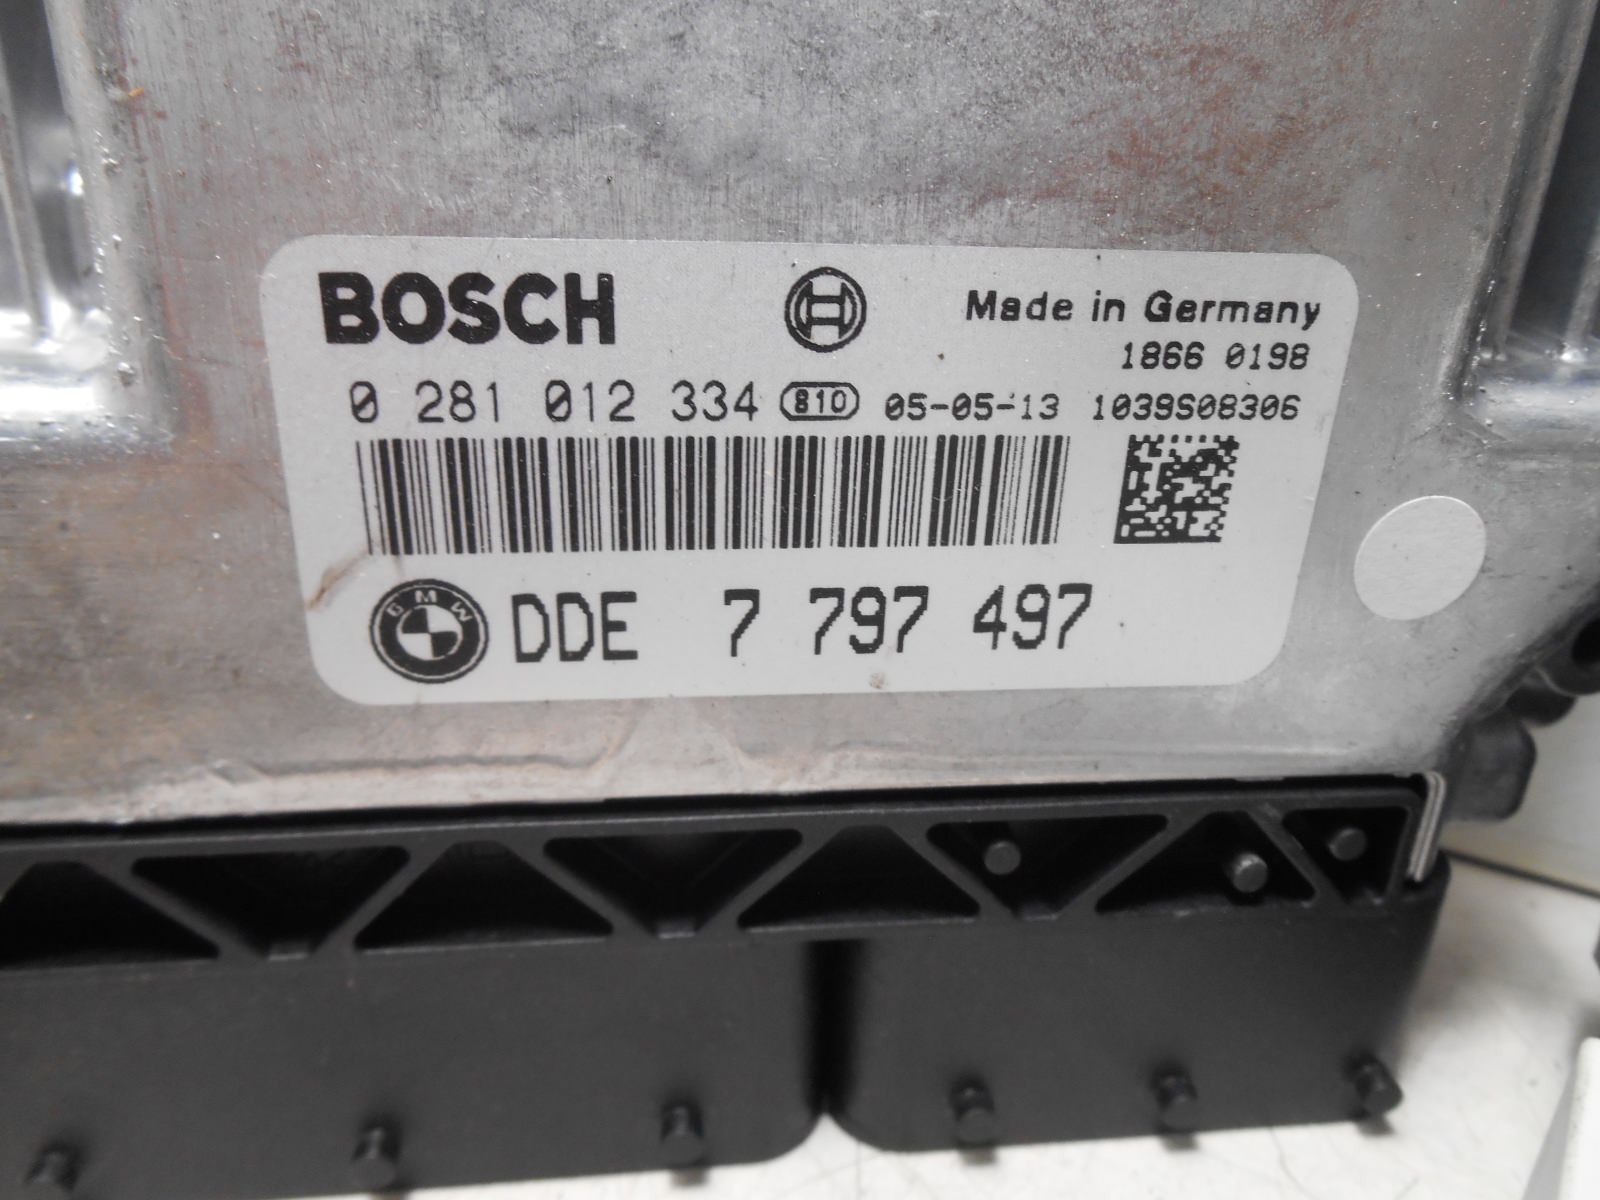 BOSCH Made in Germany
1866 0198
0 281 012 334 810 05-05-13 1039S08306
BMW DDE 7 797 497